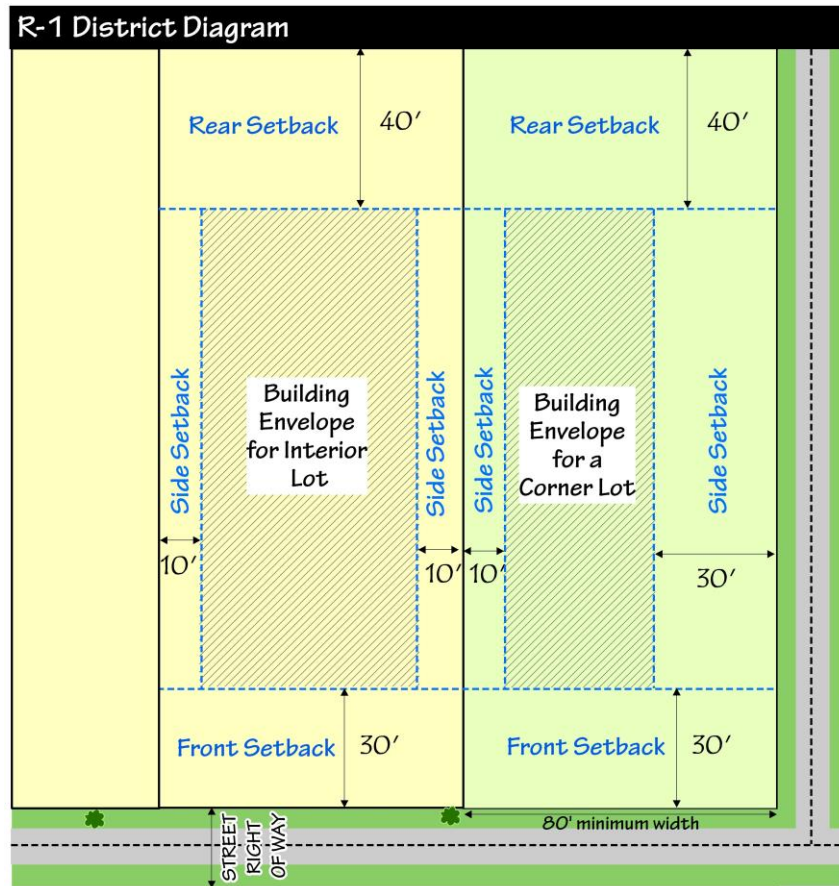 R-1 District Diagram
Rear Setback
40'
Rear Setback
40'
Side Setback
Building
Envelope
for Interior
Lot
Side Setback
Side Setback
Building
Envelope
for a
Corner Lot
Side Setback
10'
10'
10'
30'
Front Setback
30'
Front Setback
30'
80' minimum width
STREET
RIGHT
OF WAY